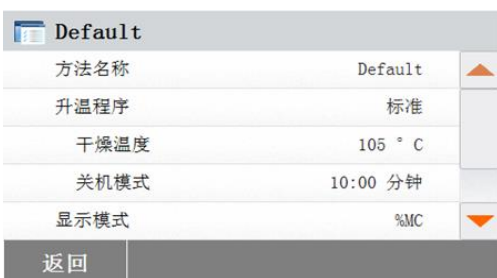 Default
方法名称 Default
升温程序 标准
干燥温度 105 ° C
关机模式 10:00 分钟
显示模式 %MC
返回